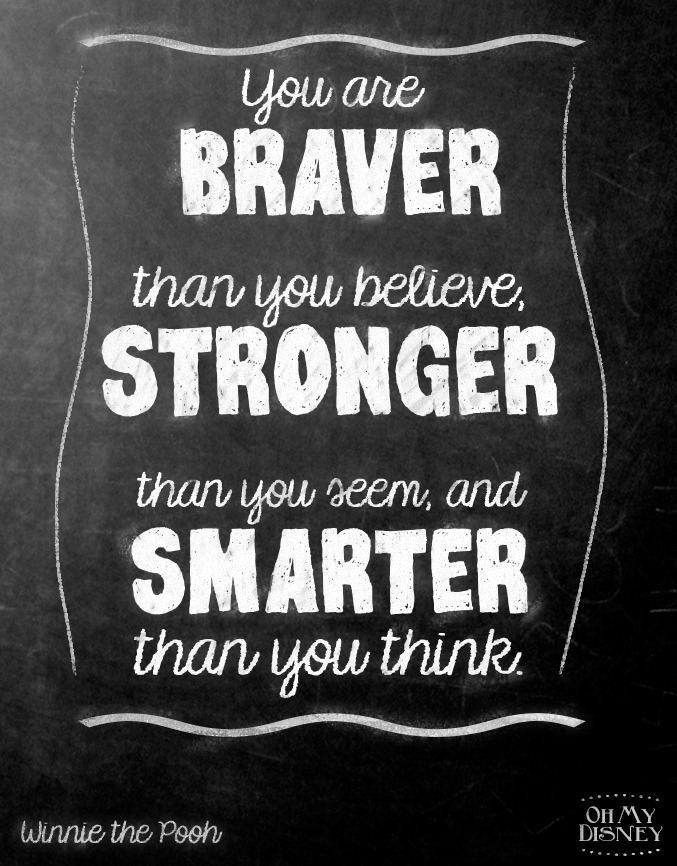 You are
BRAVER
than you believe,
STRONGER
than you seem, and
SMARTER
than you think.
Winnie the Pooh
OH MY
DISNEY